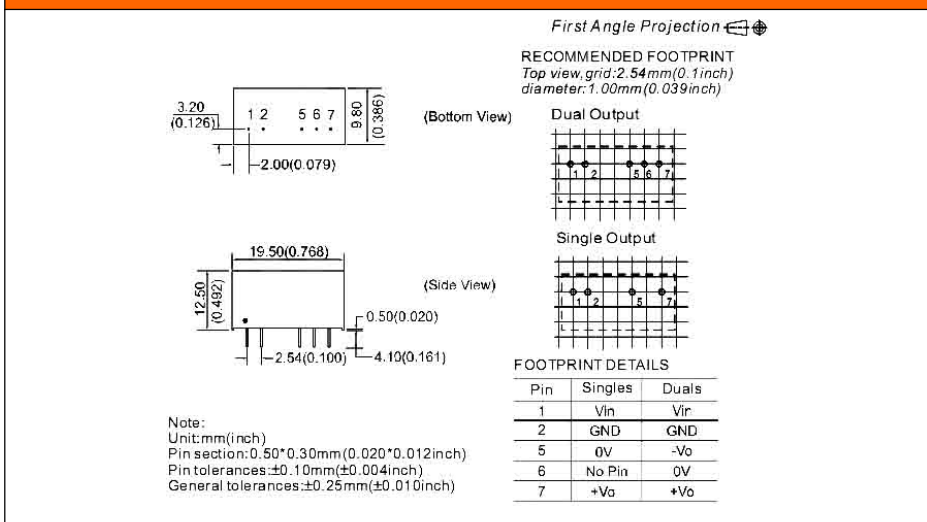 First Angle Projection
RECOMMENDED FOOTPRINT
Top view,grid:2.54mm(0.1inch)
diameter:1.00mm(0.039inch)
3.20
(0.126)
1 2 5 6 7
9.80
(0.386)
(Bottom View)
2.00(0.079)
Dual Output
1 2 5 6 7
19.50(0.768)
12.50
(0.492)
(Side View)
0.50(0.020)
2.54(0.100)
4.10(0.161)
Single Output
1 2 5 7
FOOTPRINT DETAILS
Pin Singles Duals
1 Vin Vin
2 GND GND
5 0V -Vo
6 No Pin 0V
7 +Vo +Vo
Note:
Unit:mm(inch)
Pin section:0.50*0.30mm(0.020*0.012inch)
Pin tolerances:±0.10mm(±0.004inch)
General tolerances:±0.25mm(±0.010inch)